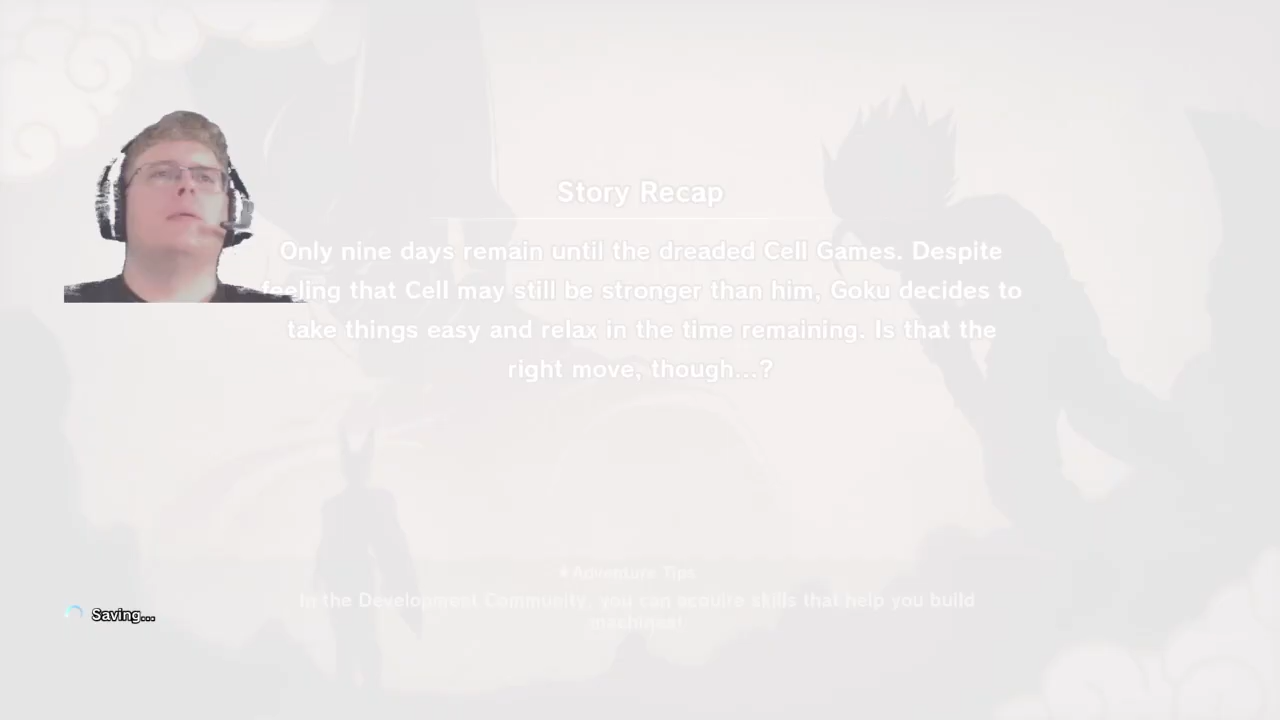 Story Recap
Only nine days remain until the dreaded Cell Games. Despite
feeling that Cell may still be stronger than him, Goku decides to
take things easy and relax in the time remaining. Is that the
right move, though...?
Adventure Tips
In the Development Community, you can acquire skills that help you build
machines!
Saving...